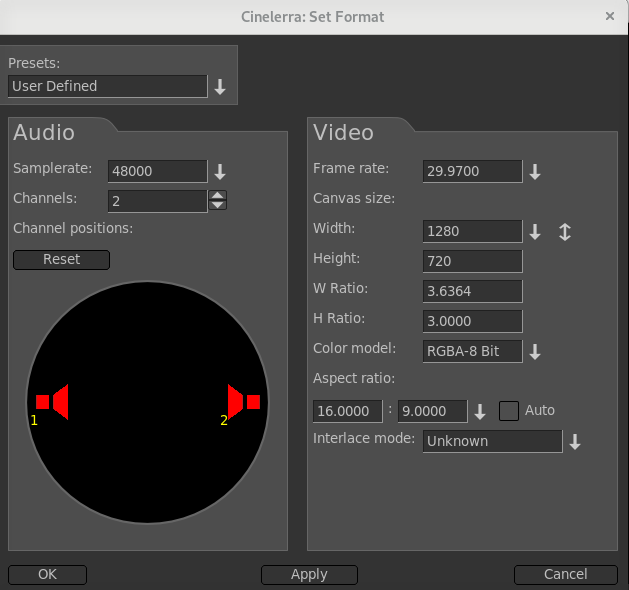 Cinelerra: Set Format
Presets:
User Defined
Audio
Samplerate: 48000
Channels: 2
Channel positions:
Reset
1 2
Video
Frame rate: 29.9700
Canvas size:
Width: 1280
Height: 720
W Ratio: 3.6364
H Ratio: 3.0000
Color model: RGBA-8 Bit
Aspect ratio:
16.0000 : 9.0000 Auto
Interlace mode: Unknown
OK Apply Cancel